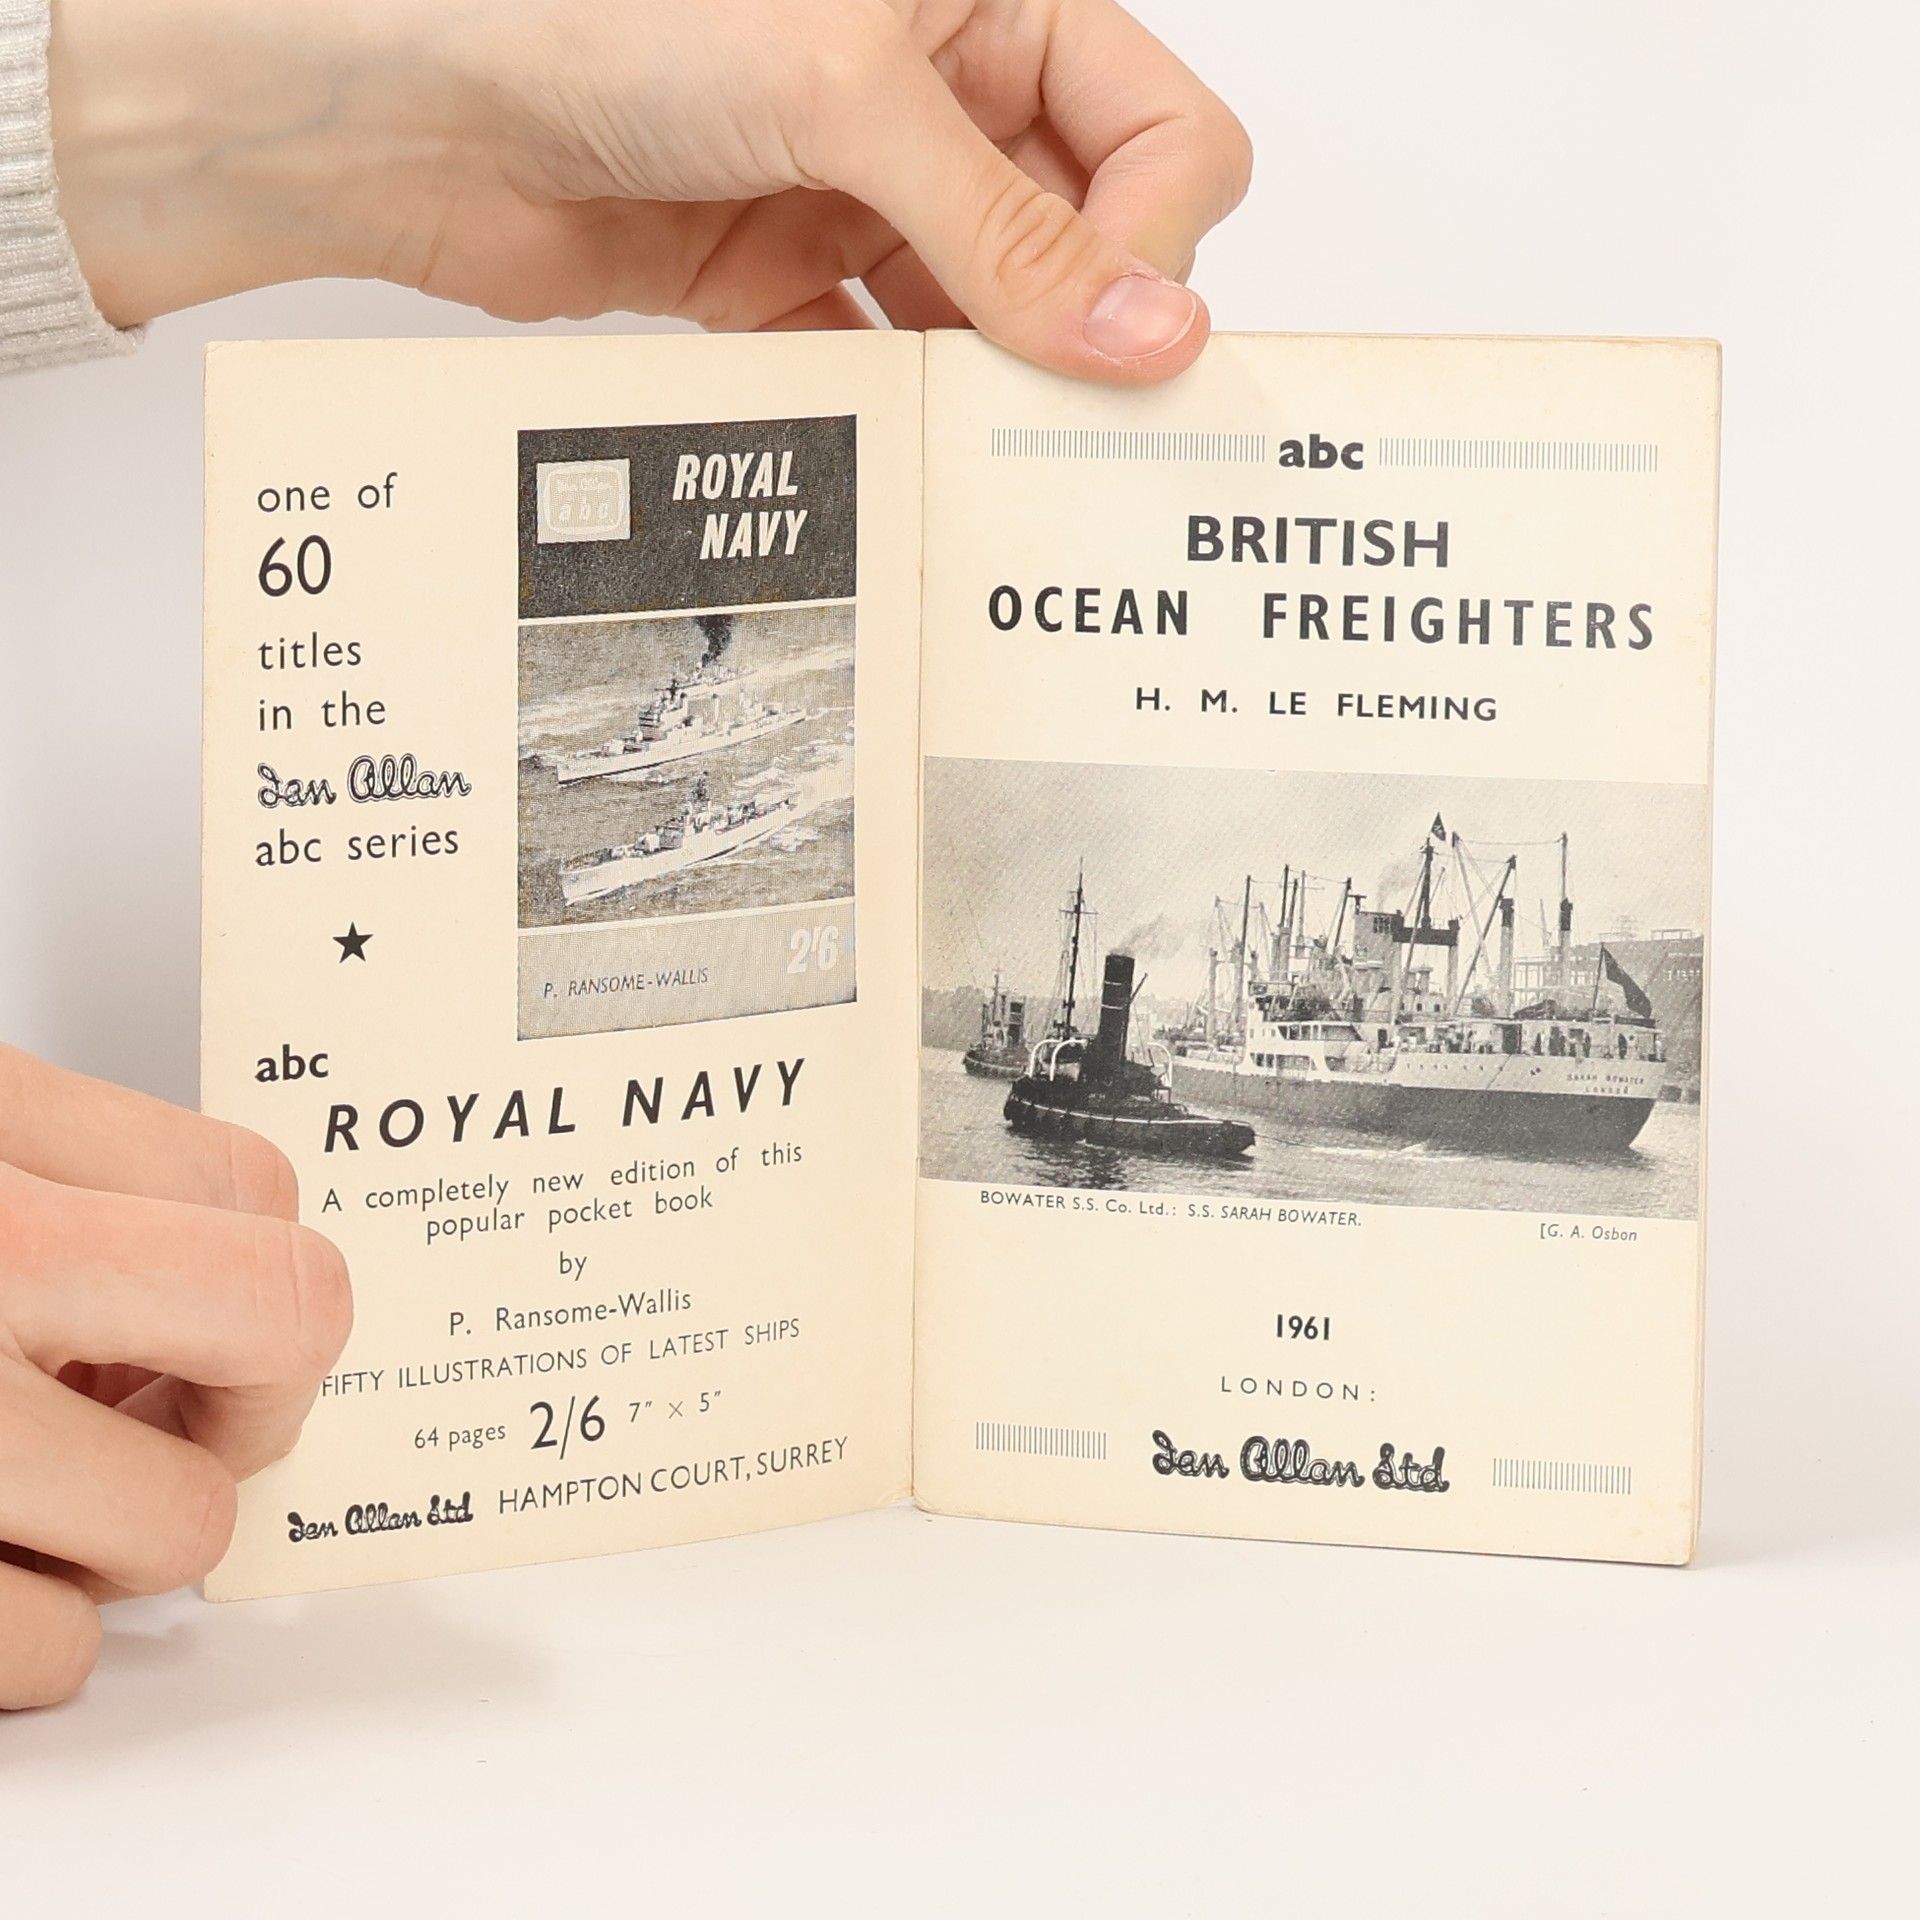 one of
60
titles
in the
Ian Allan
abc series
★
ROYAL
NAVY
P. RANSOME-WALLIS
2'6
abc
ROYAL NAVY
A completely new edition of this
popular pocket book
by
P. Ransome-Wallis
FIFTY ILLUSTRATIONS OF LATEST SHIPS
64 pages 2/6 7" × 5"
Ian Allan Ltd HAMPTON COURT, SURREY
abc
BRITISH
OCEAN FREIGHTERS
H. M. LE FLEMING
SARAH BOWATER
LONDON
BOWATER S.S. Co. Ltd.: S.S. SARAH BOWATER.
[G. A. Osbon
1961
LONDON:
Ian Allan Ltd